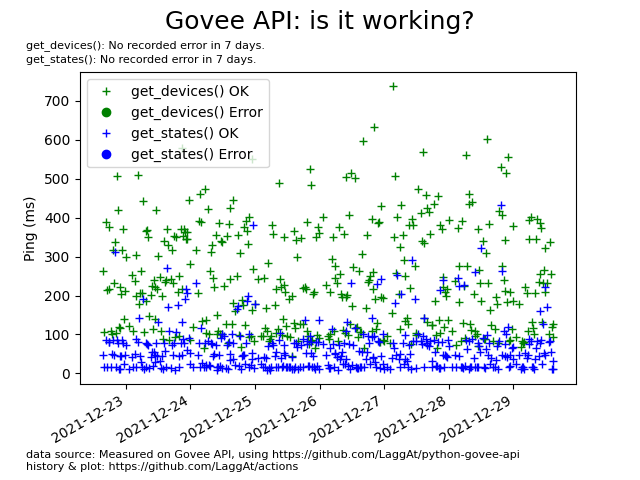 Govee API: is it working?
get_devices(): No recorded error in 7 days.
get_states(): No recorded error in 7 days.
get_devices() OK
get_devices() Error
get_states() OK
get_states() Error
Ping (ms)
700
600
500
400
300
200
100
0
2021-12-23
2021-12-24
2021-12-25
2021-12-26
2021-12-27
2021-12-28
2021-12-29
data source: Measured on Govee API, using https://github.com/LaggAt/python-govee-api
history & plot: https://github.com/LaggAt/actions